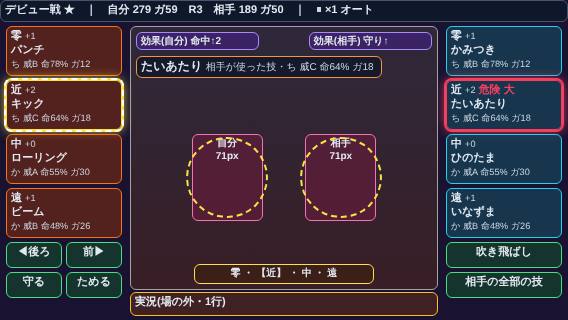 デビュー戦 ★ | 自分 279 ガ59 R3 相手 189 ガ50 | ⏸ ×1 オート
零 +1
パンチ
ち 威B 命78% ガ12
近 +2
キック
ち 威C 命64% ガ18
中 +0
ローリング
か 威A 命55% ガ30
遠 +1
ビーム
か 威B 命48% ガ26
◀後ろ 前▶
守る ためる
効果(自分) 命中↑2 効果(相手) 守り↑
たいあたり 相手が使った技・ち 威C 命64% ガ18
自分
71px
相手
71px
零 ・【近】・ 中 ・ 遠
実況(場の外・1行)
零 +1
かみつき
ち 威B 命78% ガ12
近 +2 危険 大
たいあたり
ち 威C 命64% ガ18
中 +0
ひのたま
か 威A 命55% ガ30
遠 +1
いなずま
か 威B 命48% ガ26
吹き飛ばし
相手の全部の技